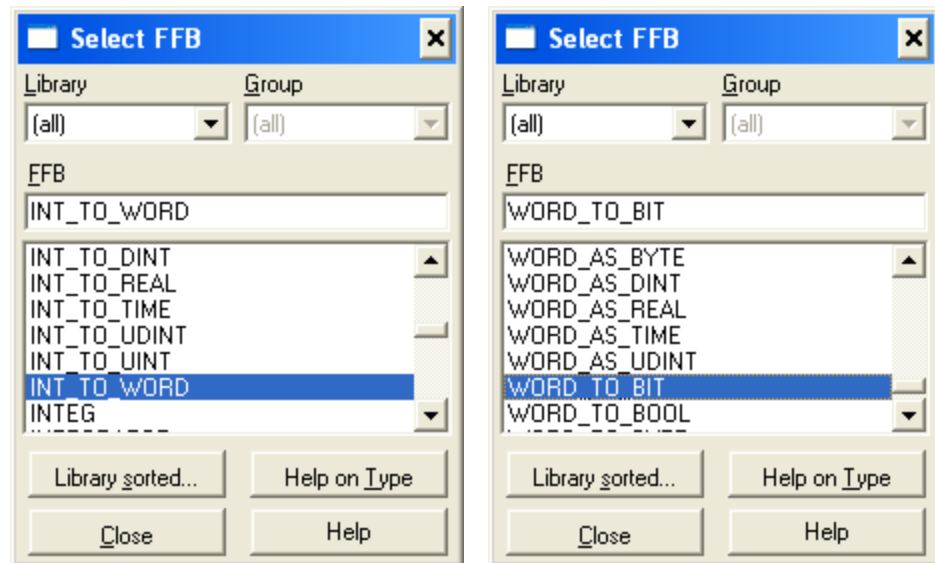 Select FFB
Library Group
(all) (all)
FFB
INT_TO_WORD
INT_TO_DINT
INT_TO_REAL
INT_TO_TIME
INT_TO_UDINT
INT_TO_UINT
INT_TO_WORD
INTEG
Library sorted... Help on Type
Close Help
Select FFB
Library Group
(all) (all)
FFB
WORD_TO_BIT
WORD_AS_BYTE
WORD_AS_DINT
WORD_AS_REAL
WORD_AS_TIME
WORD_AS_UDINT
WORD_TO_BIT
WORD_TO_BOOL
Library sorted... Help on Type
Close Help